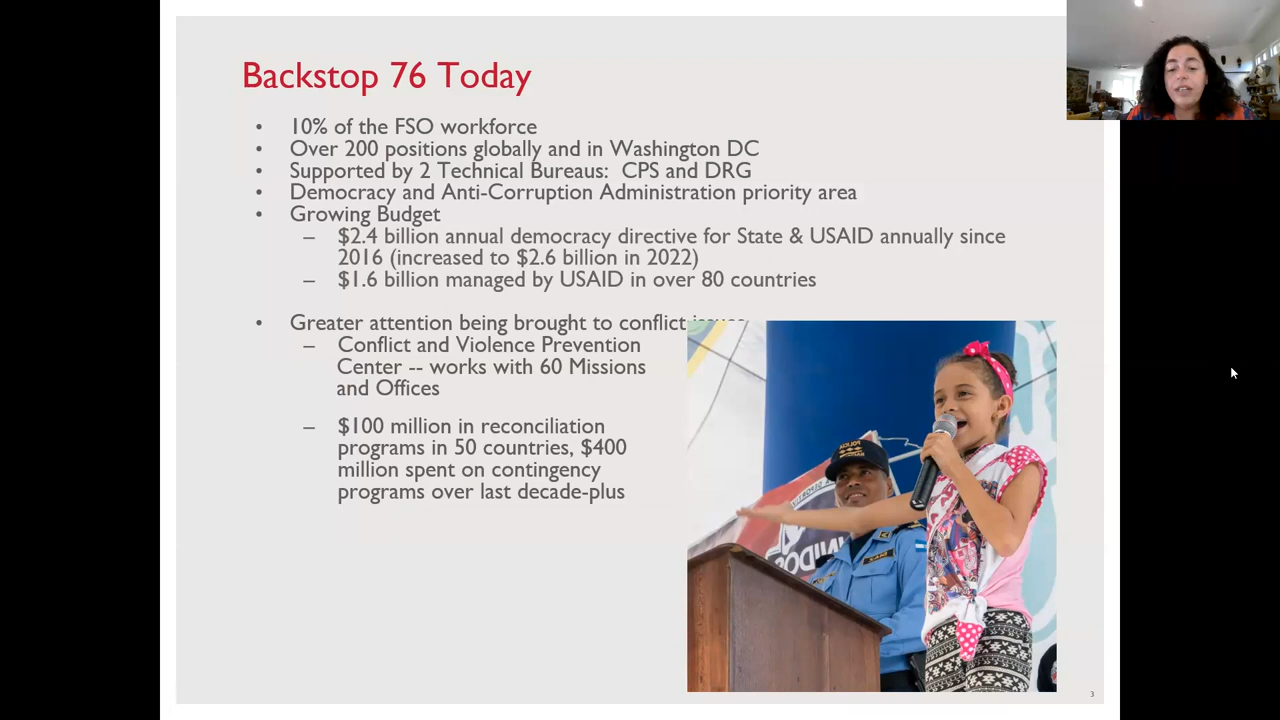 Backstop 76 Today
• 10% of the FSO workforce
• Over 200 positions globally and in Washington DC
• Supported by 2 Technical Bureaus: CPS and DRG
• Democracy and Anti-Corruption Administration priority area
• Growing Budget
– $2.4 billion annual democracy directive for State & USAID annually since
2016 (increased to $2.6 billion in 2022)
– $1.6 billion managed by USAID in over 80 countries
• Greater attention being brought to conflict issues
– Conflict and Violence Prevention
Center -- works with 60 Missions
and Offices
– $100 million in reconciliation
programs in 50 countries, $400
million spent on contingency
programs over last decade-plus
POLICIA
3